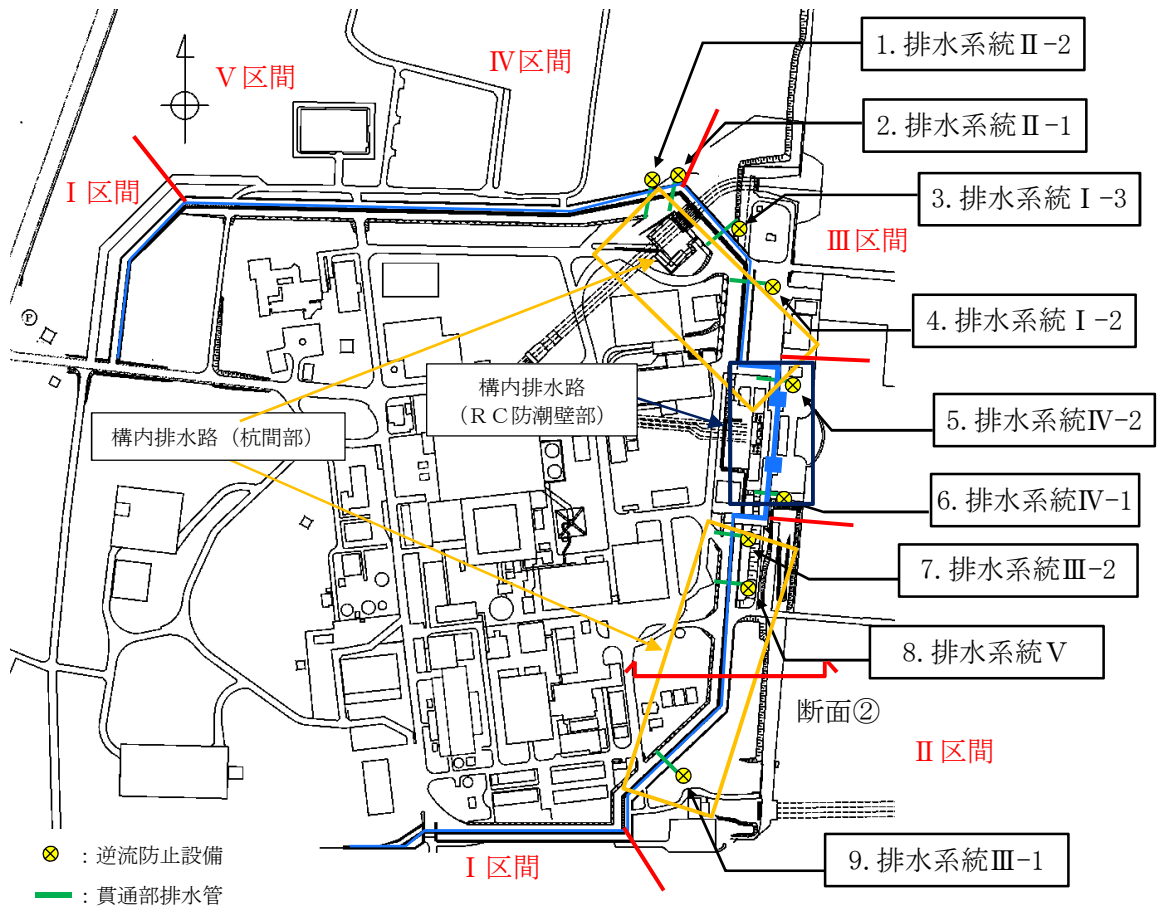 1.排水系統Ⅱ-2
Ⅳ区間
Ⅴ区間
2.排水系統Ⅱ-1
Ⅰ区間
3.排水系統Ⅰ-3
Ⅲ区間
4.排水系統Ⅰ-2
P
構内排水路
(RC防潮壁部)
構内排水路(杭間部)
5.排水系統Ⅳ-2
6.排水系統Ⅳ-1
7.排水系統Ⅲ-2
8.排水系統Ⅴ
断面②
Ⅱ区間
9.排水系統Ⅲ-1
Ⅰ区間
:逆流防止設備
:貫通部排水管